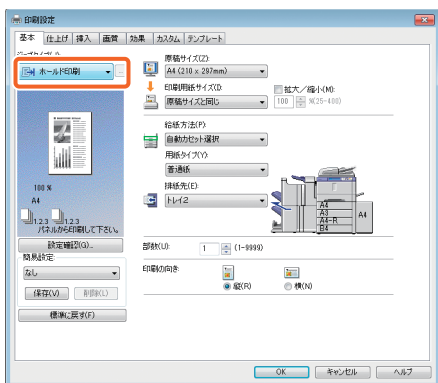 印刷設定
基本 仕上げ 挿入 画質 効果 カスタム テンプレート
ホールド印刷
100 %
A4
1.2.3 1.2.3
パネルから印刷して下さい。
設定確認(G)...
簡易設定:
なし
保存(V) 削除(L)
標準に戻す(F)
原稿サイズ(Z):
A4 (210 x 297mm)
印刷用紙サイズ(I):
原稿サイズと同じ
拡大/縮小(M):
100 %(25-400)
給紙方法(P):
自動カセット選択
用紙タイプ(Y):
普通紙
排紙先(E):
トレイ2
A4
A3
A4-R
B4
A4
部数(U): 1 (1-9999)
印刷の向き:
縦(R) 横(N)
OK キャンセル ヘルプ